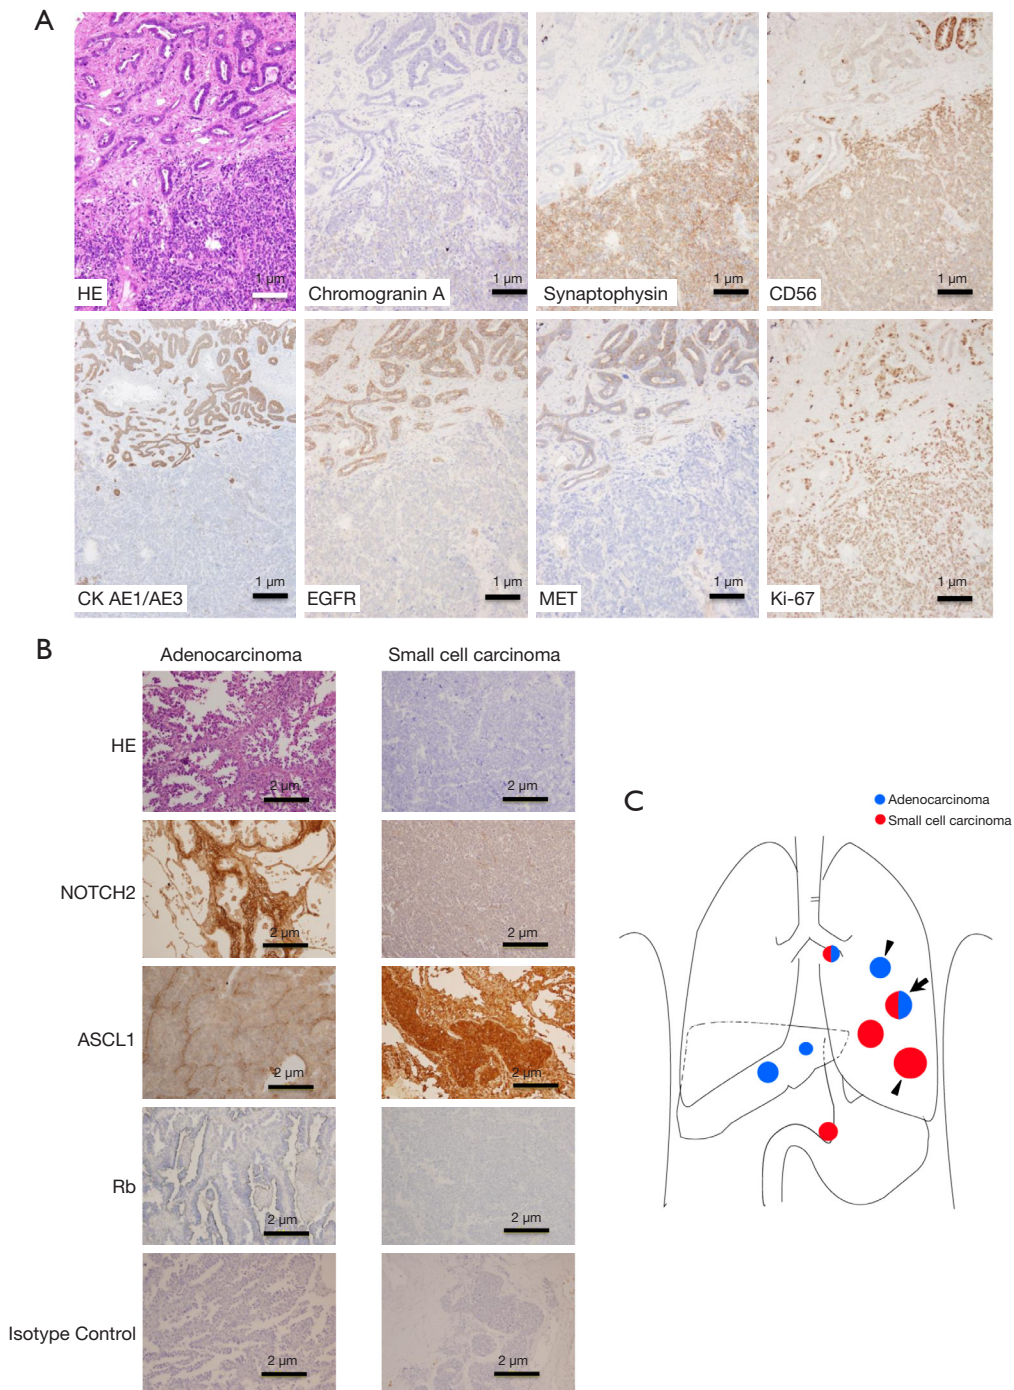 A
1 µm
HE
1 µm
Chromogranin A
1 µm
Synaptophysin
1 µm
CD56
1 µm
CK AE1/AE3
1 µm
EGFR
1 µm
MET
1 µm
Ki-67
B
Adenocarcinoma
Small cell carcinoma
HE
2 µm
2 µm
NOTCH2
2 µm
2 µm
ASCL1
2 µm
2 µm
Rb
2 µm
2 µm
Isotype Control
2 µm
2 µm
C
Adenocarcinoma
Small cell carcinoma